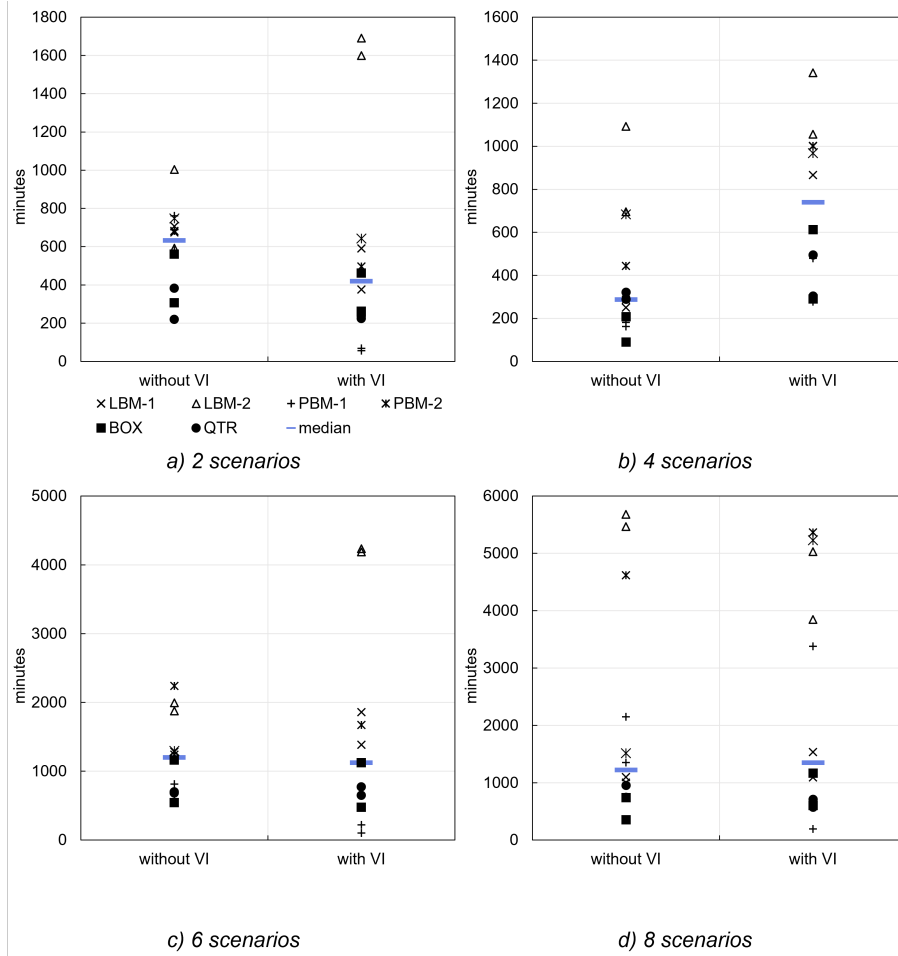 1800
1600
1400
1200
1000
800
600
400
200
0
minutes
without VI with VI
LBM-1 LBM-2 PBM-1 PBM-2
BOX QTR median
a) 2 scenarios
1600
1400
1200
1000
800
600
400
200
0
minutes
without VI with VI
b) 4 scenarios
5000
4000
3000
2000
1000
0
minutes
without VI with VI
c) 6 scenarios
6000
5000
4000
3000
2000
1000
0
minutes
without VI with VI
d) 8 scenarios